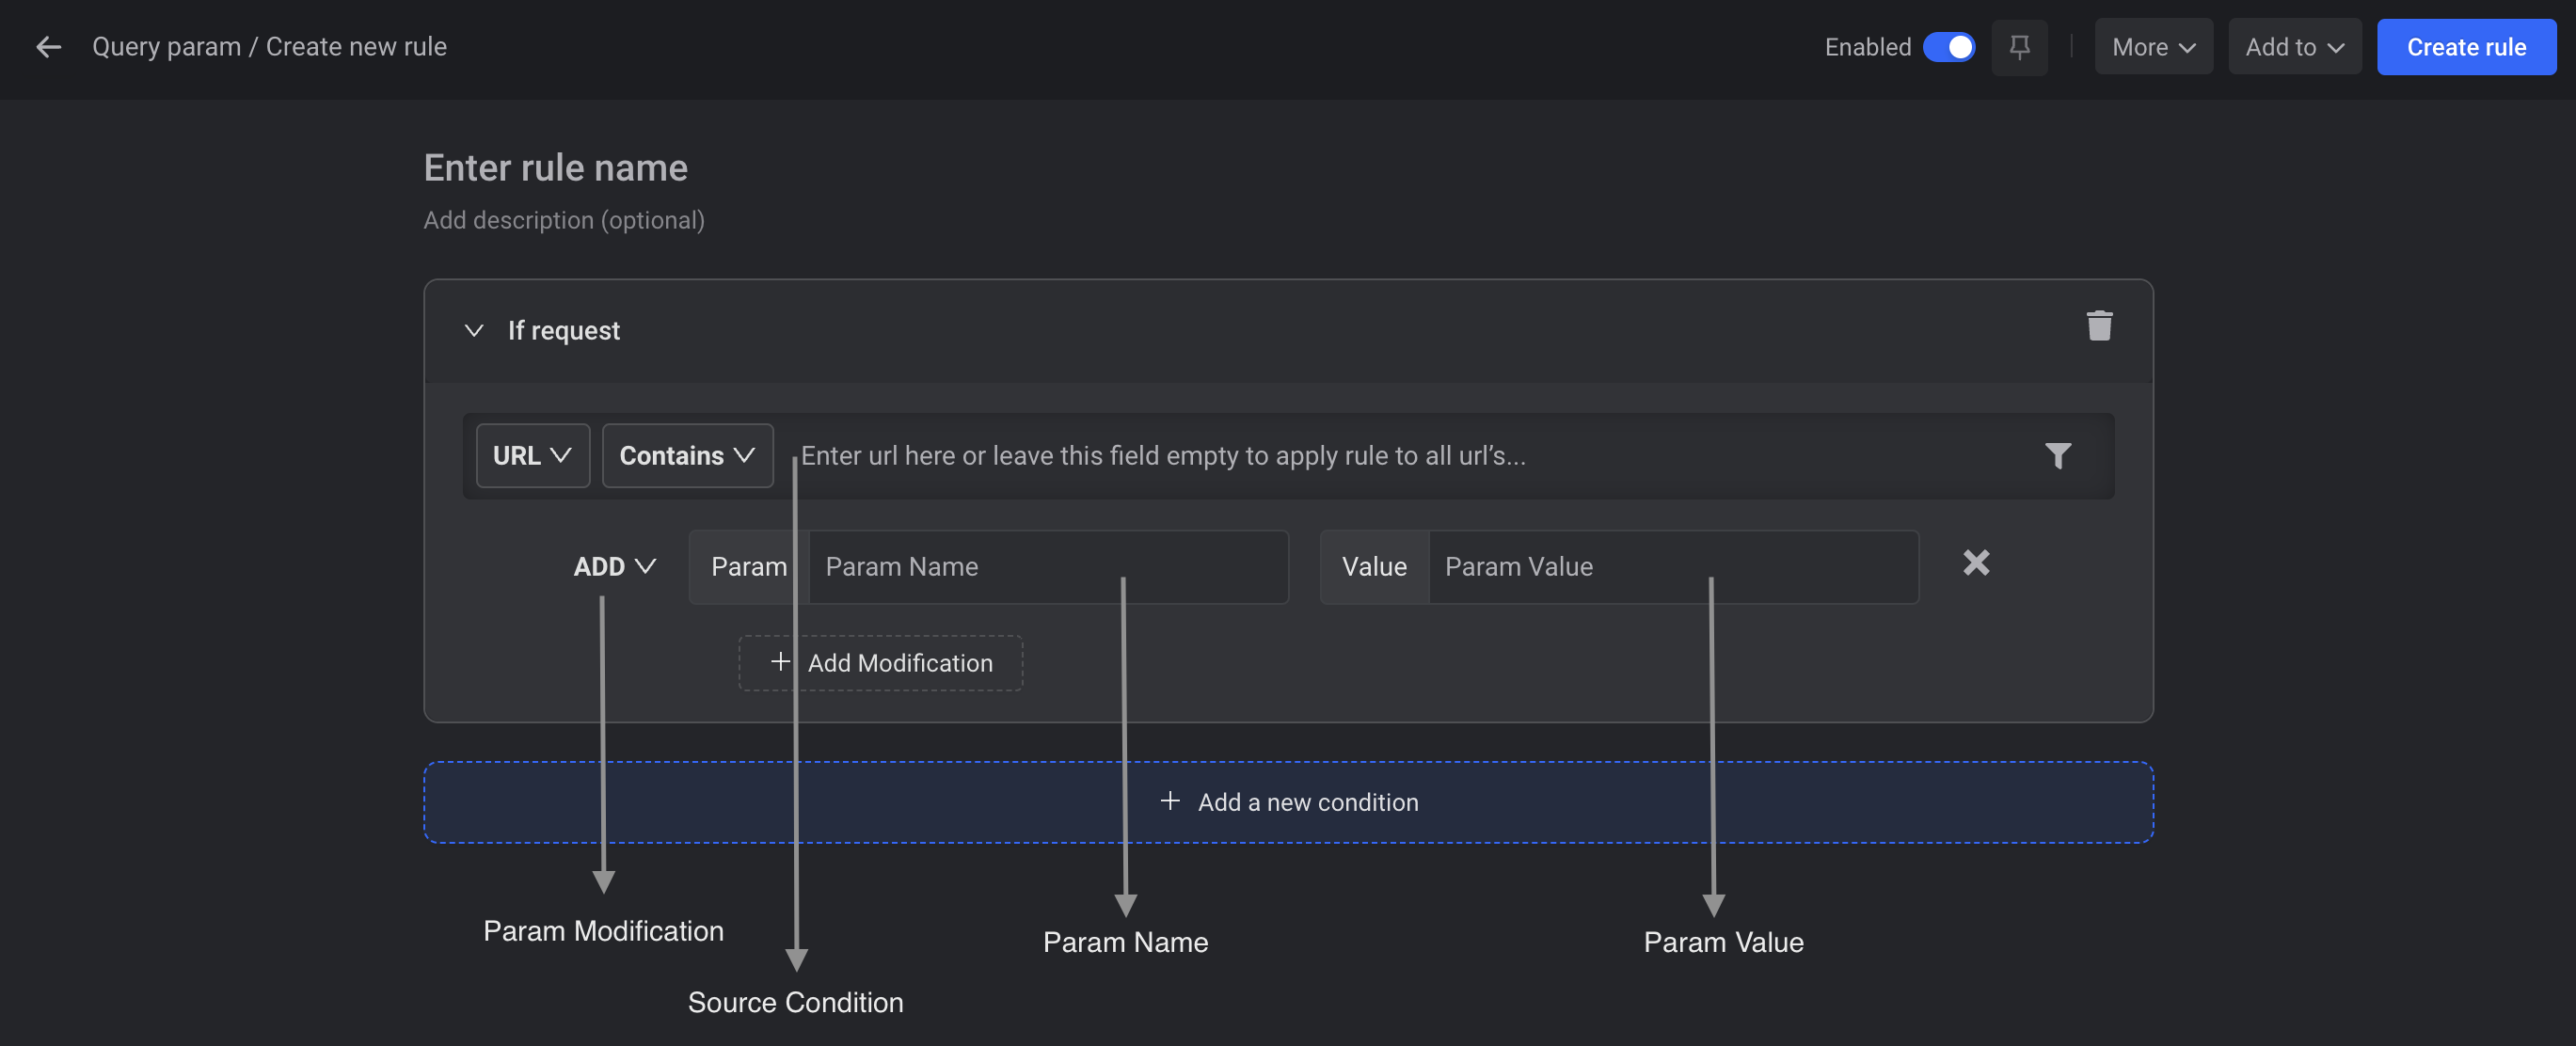 Query param / Create new rule
Enabled
More
Add to
Create rule
Enter rule name
Add description (optional)
If request
URL
Contains
Enter url here or leave this field empty to apply rule to all url’s...
ADD
Param
Param Name
Value
Param Value
Add Modification
Add a new condition
Param Modification
Param Name
Param Value
Source Condition